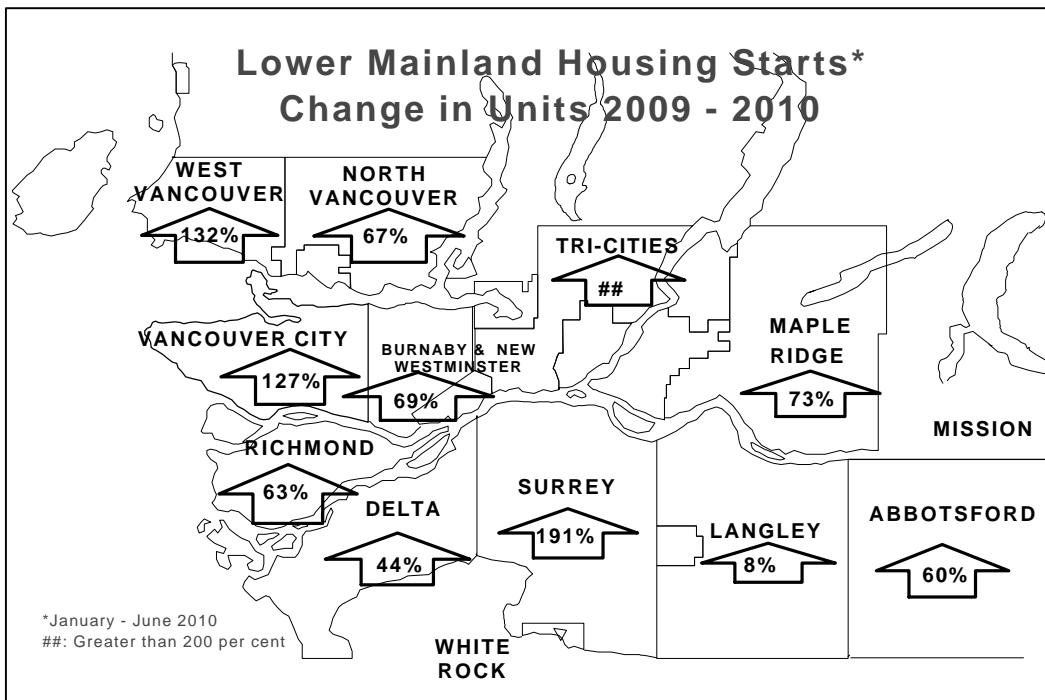 Lower Mainland Housing Starts*
Change in Units 2009 - 2010
WEST
VANCOUVER
132%
NORTH
VANCOUVER
67%
TRI-CITIES
##
VANCOUVER CITY
127%
BURNABY & NEW
WESTMINSTER
69%
MAPLE
RIDGE
73%
MISSION
RICHMOND
63%
DELTA
44%
SURREY
191%
LANGLEY
8%
ABBOTSFORD
60%
WHITE
ROCK
*January - June 2010
##: Greater than 200 per cent